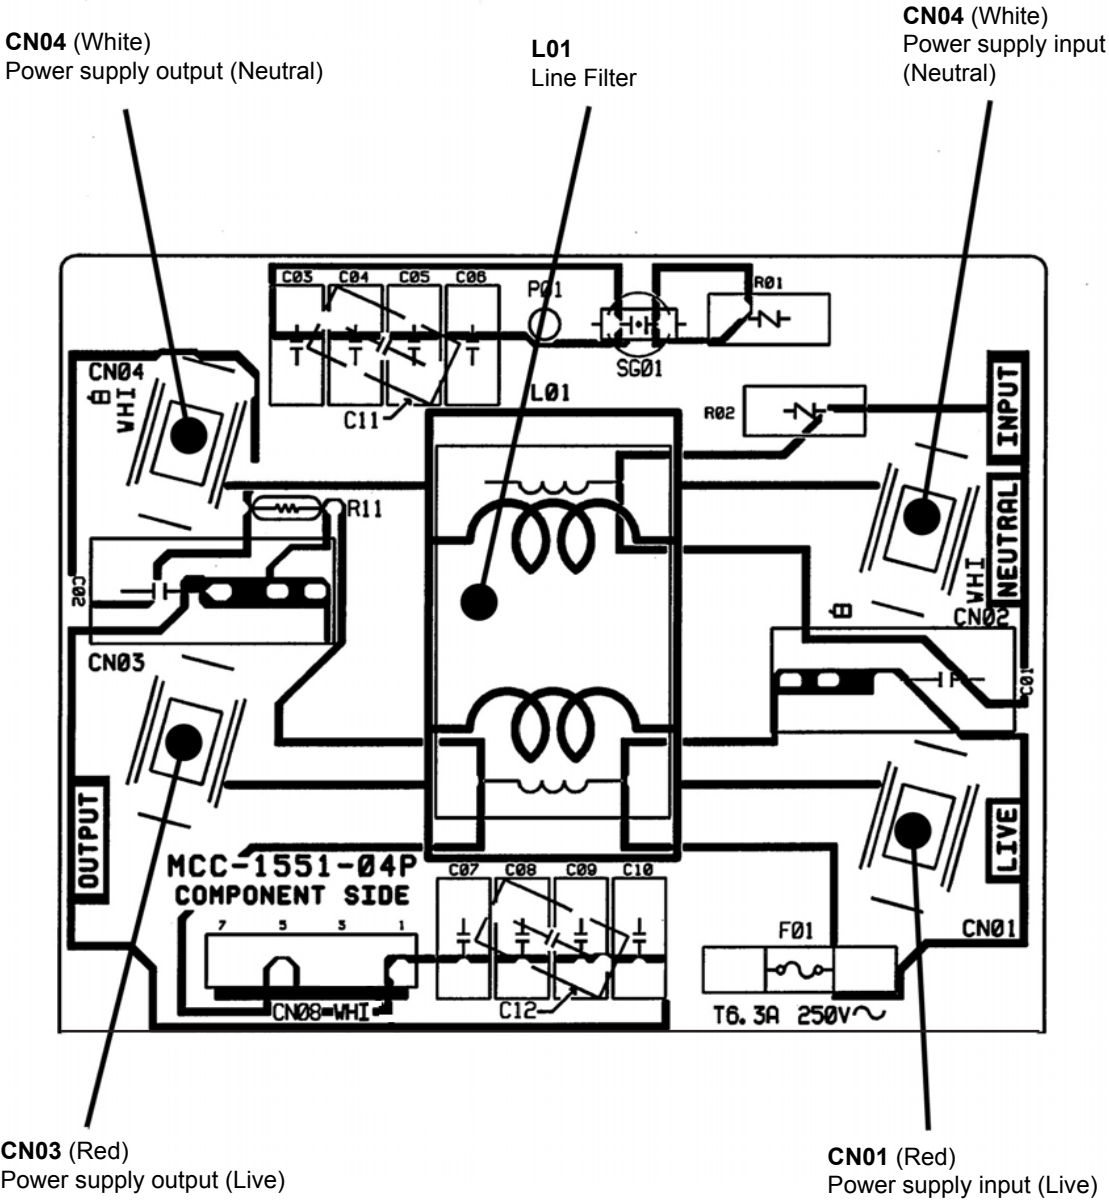 CN04 (White)
Power supply output (Neutral)
L01
Line Filter
CN04 (White)
Power supply input
(Neutral)
C03 C04 C05 C06
P01
R01
SG01
CN04
WHI
C11
L01
R02
INPUT
R11
NEUTRAL
WHI
C02
CN02
CN03
C01
OUTPUT
LIVE
MCC-1551-04P
COMPONENT SIDE
C07 C08 C09 C10
7 5 3 1
F01
CN01
CN08=WHI
C12
T6.3A 250V～
CN03 (Red)
Power supply output (Live)
CN01 (Red)
Power supply input (Live)